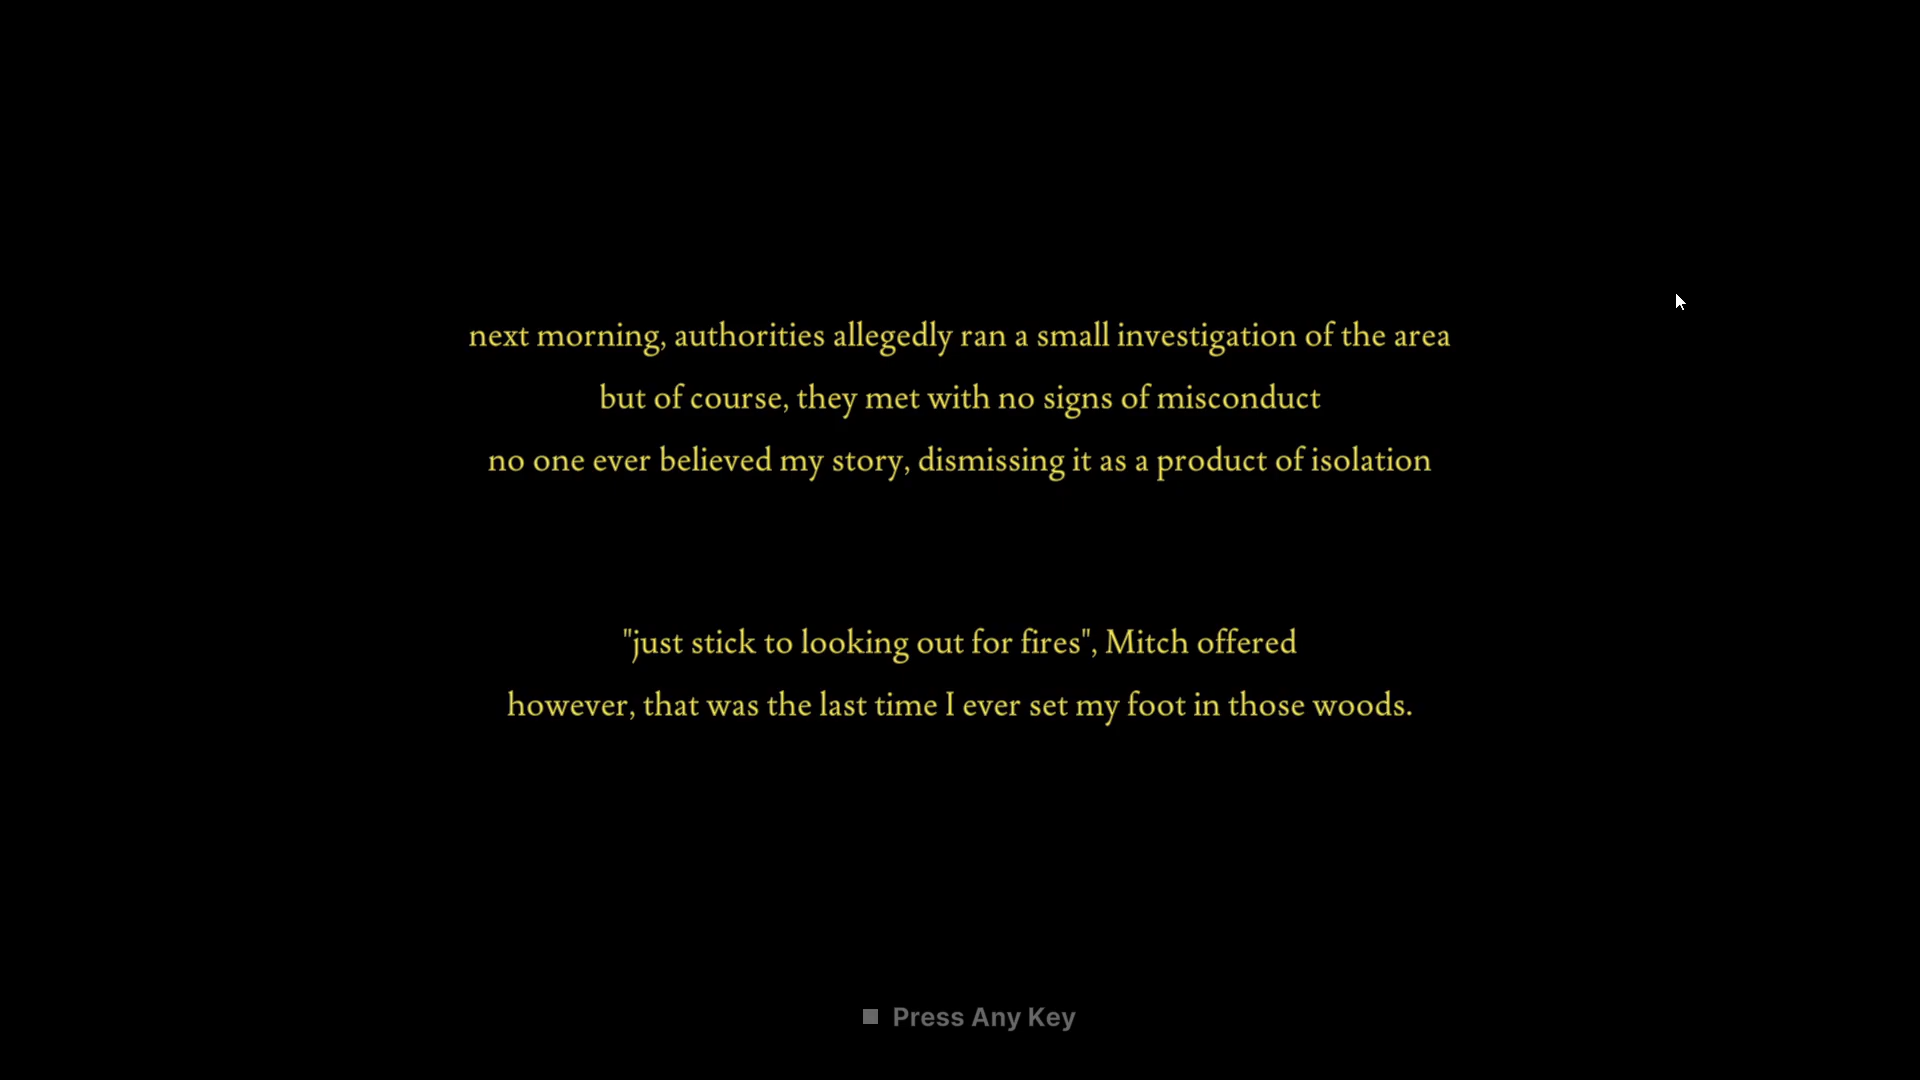 next morning, authorities allegedly ran a small investigation of the area
but of course, they met with no signs of misconduct
no one ever believed my story, dismissing it as a product of isolation
"just stick to looking out for fires", Mitch offered
however, that was the last time I ever set my foot in those woods.
Press Any Key